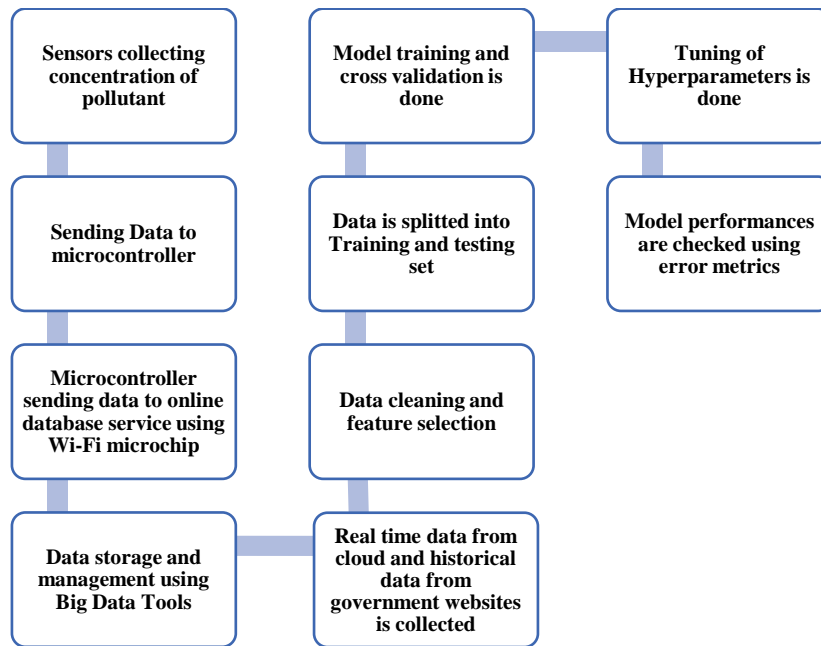 Sensors collecting
concentration of
pollutant
Sending Data to
microcontroller
Microcontroller
sending data to online
database service using
Wi-Fi microchip
Data storage and
management using
Big Data Tools
Real time data from
cloud and historical
data from
government websites
is collected
Data cleaning and
feature selection
Data is splitted into
Training and testing
set
Model training and
cross validation is
done
Tuning of
Hyperparameters is
done
Model performances
are checked using
error metrics